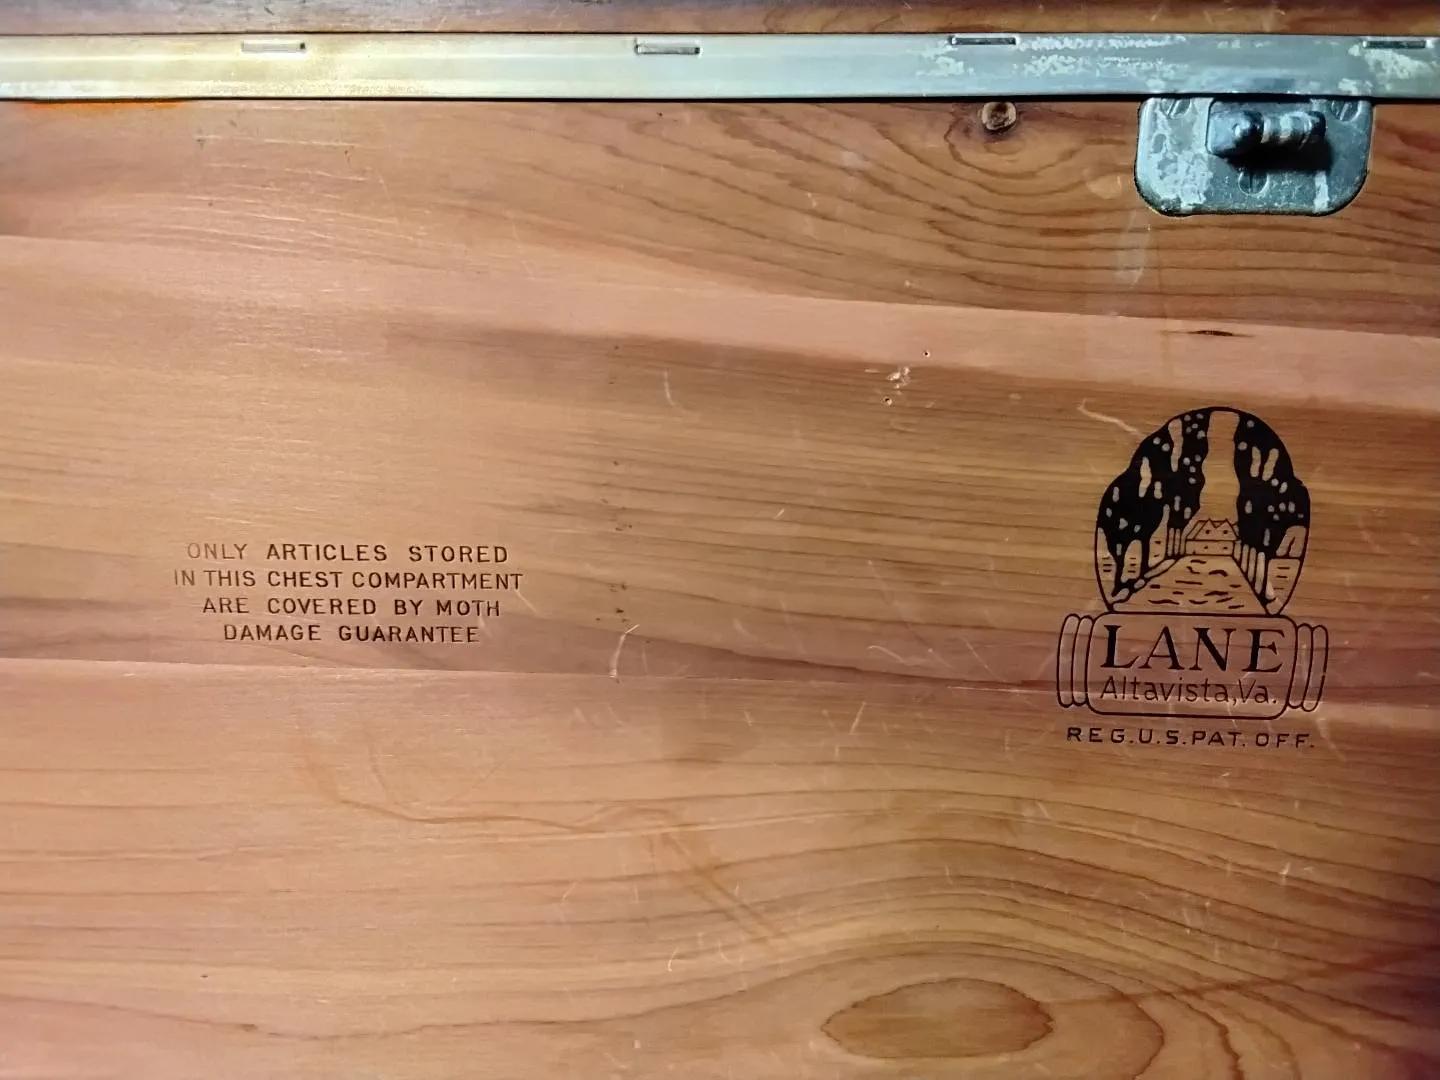 ONLY ARTICLES STORED
IN THIS CHEST COMPARTMENT
ARE COVERED BY MOTH
DAMAGE GUARANTEE
LANE
Altavista, Va.
REG. U.S. PAT. OFF.